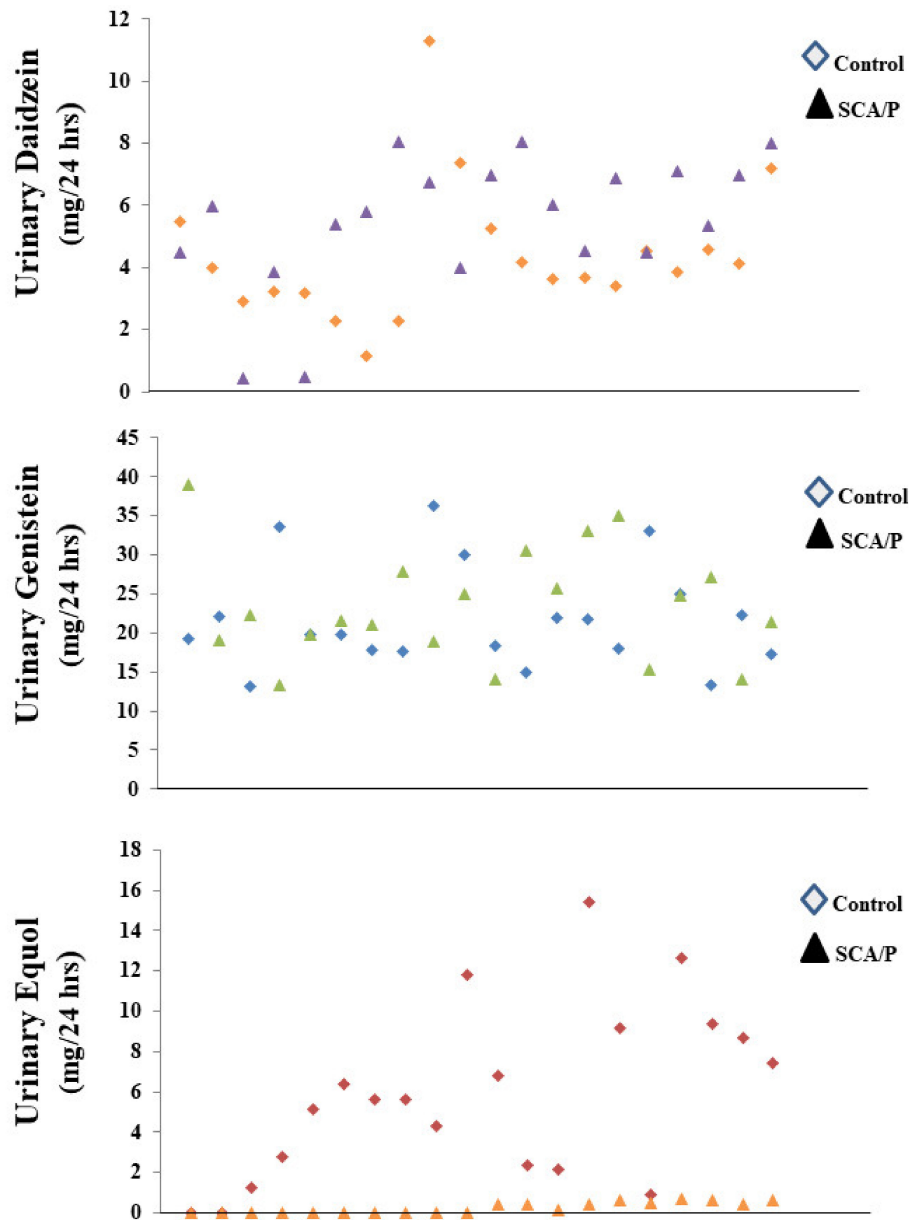 Urinary Daidzein
(mg/24 hrs)
12
10
8
6
4
2
0
Control
SCA/P
Urinary Genistein
(mg/24 hrs)
45
40
35
30
25
20
15
10
5
0
Control
SCA/P
Urinary Equol
(mg/24 hrs)
18
16
14
12
10
8
6
4
2
0
Control
SCA/P